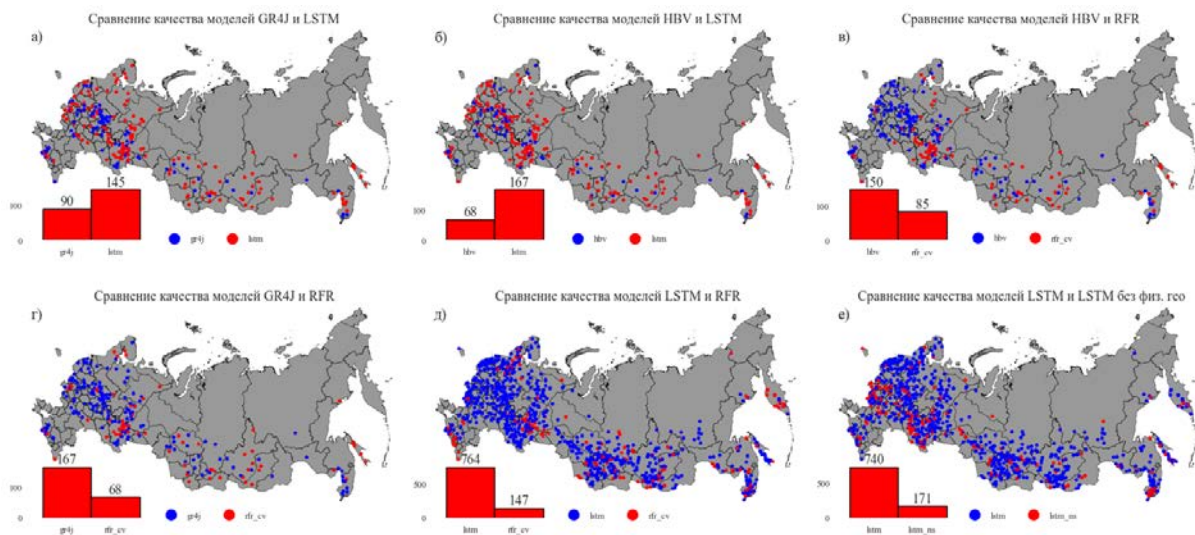 Сравнение качества моделей GR4J и LSTM
а)
145
90
100
0
gr4j
lstm
gr4j
lstm
Сравнение качества моделей HBV и LSTM
б)
167
68
100
0
hbv
lstm
hbv
lstm
Сравнение качества моделей HBV и RFR
в)
150
85
100
0
hbv
rfr_cv
hbv
rfr_cv
Сравнение качества моделей GR4J и RFR
г)
167
68
100
0
gr4j
rfr_cv
gr4j
rfr_cv
Сравнение качества моделей LSTM и RFR
д)
764
147
500
0
lstm
rfr_cv
lstm
rfr_cv
Сравнение качества моделей LSTM и LSTM без физ. гео
е)
740
171
500
0
lstm
lstm_ns
lstm
lstm_ns